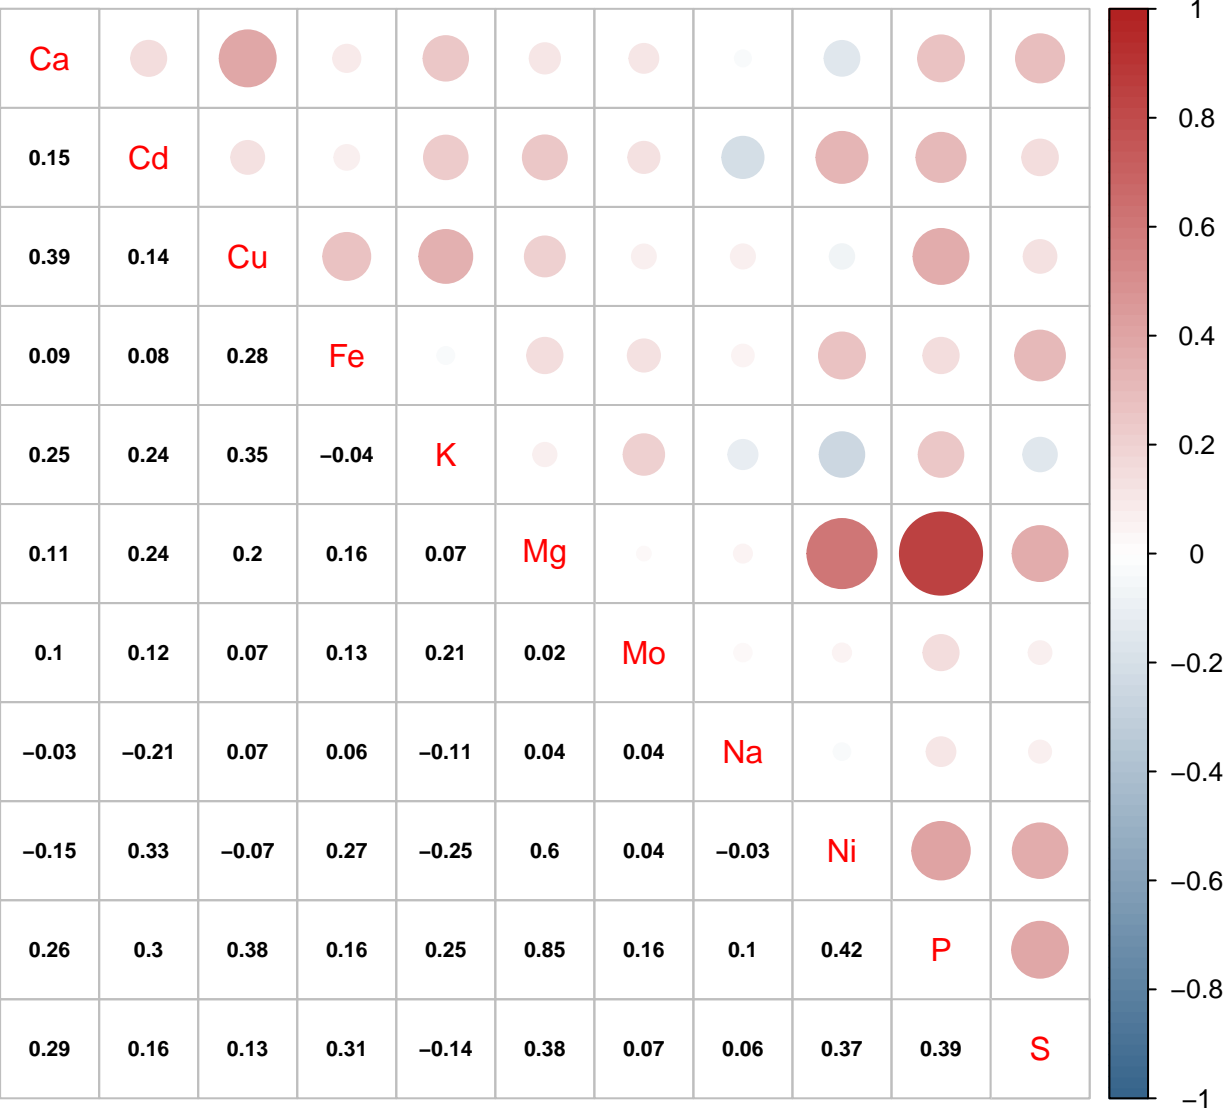 Ca
0.15 Cd
0.39 0.14 Cu
0.09 0.08 0.28 Fe
0.25 0.24 0.35 −0.04 K
0.11 0.24 0.2 0.16 0.07 Mg
0.1 0.12 0.07 0.13 0.21 0.02 Mo
−0.03 −0.21 0.07 0.06 −0.11 0.04 0.04 Na
−0.15 0.33 −0.07 0.27 −0.25 0.6 0.04 −0.03 Ni
0.26 0.3 0.38 0.16 0.25 0.85 0.16 0.1 0.42 P
0.29 0.16 0.13 0.31 −0.14 0.38 0.07 0.06 0.37 0.39 S
1
0.8
0.6
0.4
0.2
0
−0.2
−0.4
−0.6
−0.8
−1